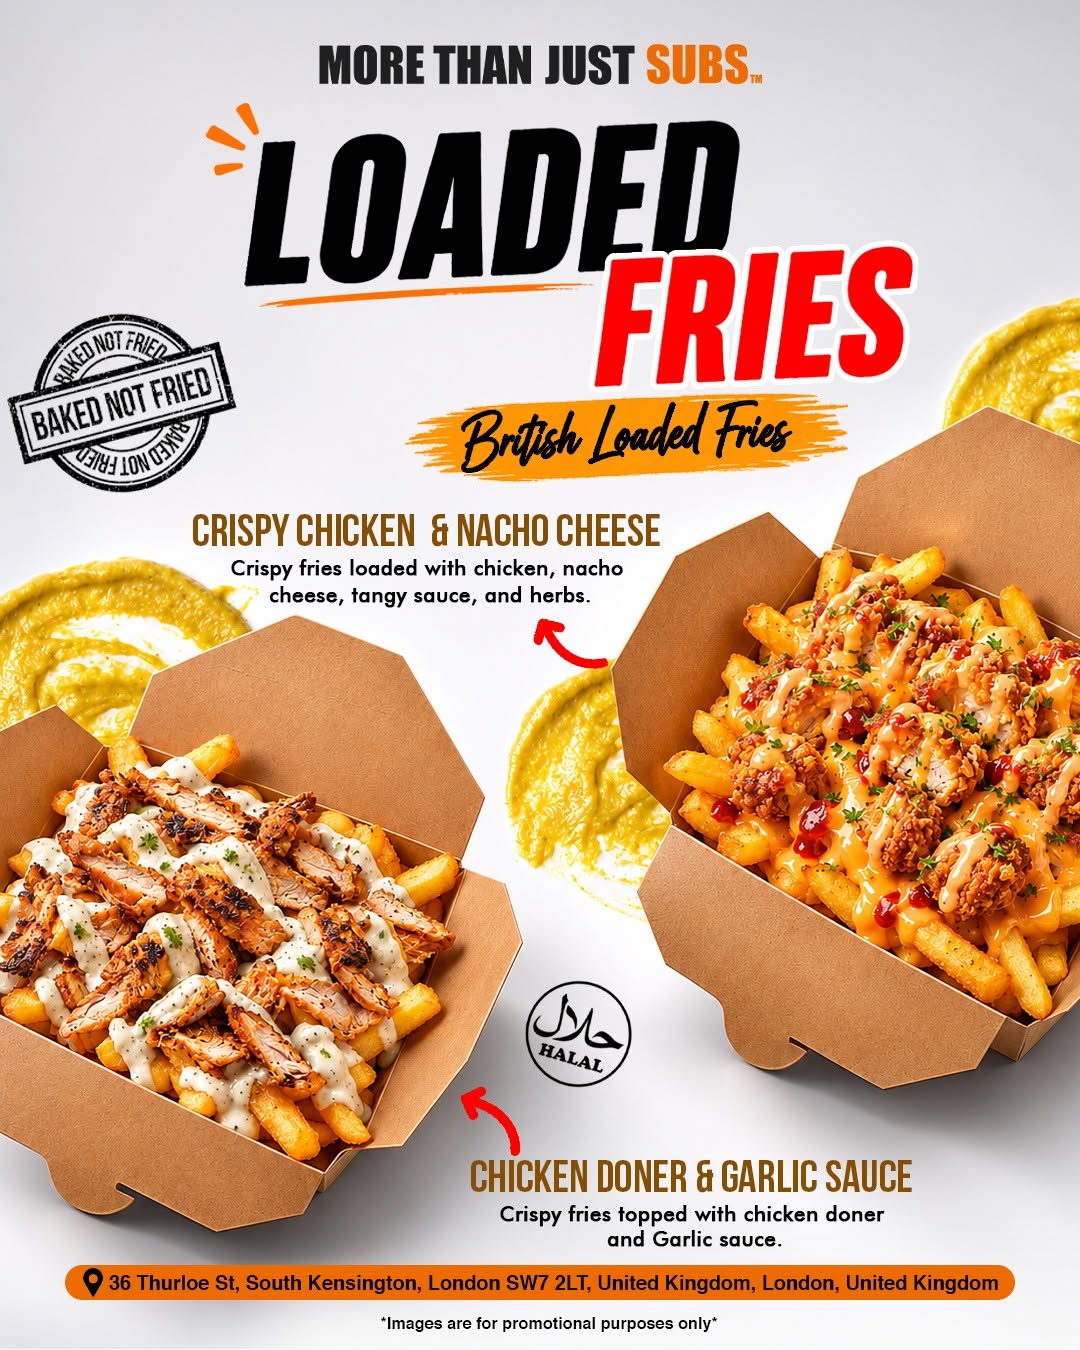 MORE THAN JUST SUBS™
LOADED
FRIES
British Loaded Fries
BAKED NOT FRIED
BAKED NOT FRIED
BAKED NOT FRIED
CRISPY CHICKEN & NACHO CHEESE
Crispy fries loaded with chicken, nacho
cheese, tangy sauce, and herbs.
حلال
HALAL
CHICKEN DONER & GARLIC SAUCE
Crispy fries topped with chicken doner
and Garlic sauce.
36 Thurloe St, South Kensington, London SW7 2LT, United Kingdom, London, United Kingdom
*Images are for promotional purposes only*